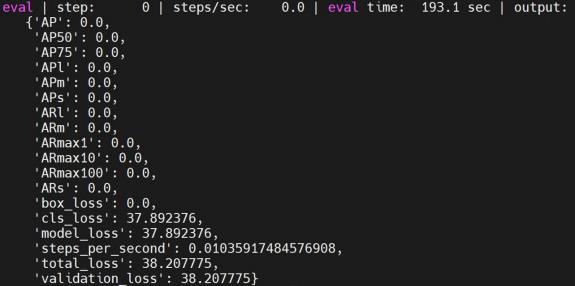 eval | step:      0 | steps/sec:    0.0 | eval time:  193.1 sec | output:
{'AP': 0.0,
'AP50': 0.0,
'AP75': 0.0,
'APl': 0.0,
'APm': 0.0,
'APs': 0.0,
'ARl': 0.0,
'ARm': 0.0,
'ARmax1': 0.0,
'ARmax10': 0.0,
'ARmax100': 0.0,
'ARs': 0.0,
'box_loss': 0.0,
'cls_loss': 37.892376,
'model_loss': 37.892376,
'steps_per_second': 0.01035917484576908,
'total_loss': 38.207775,
'validation_loss': 38.207775}